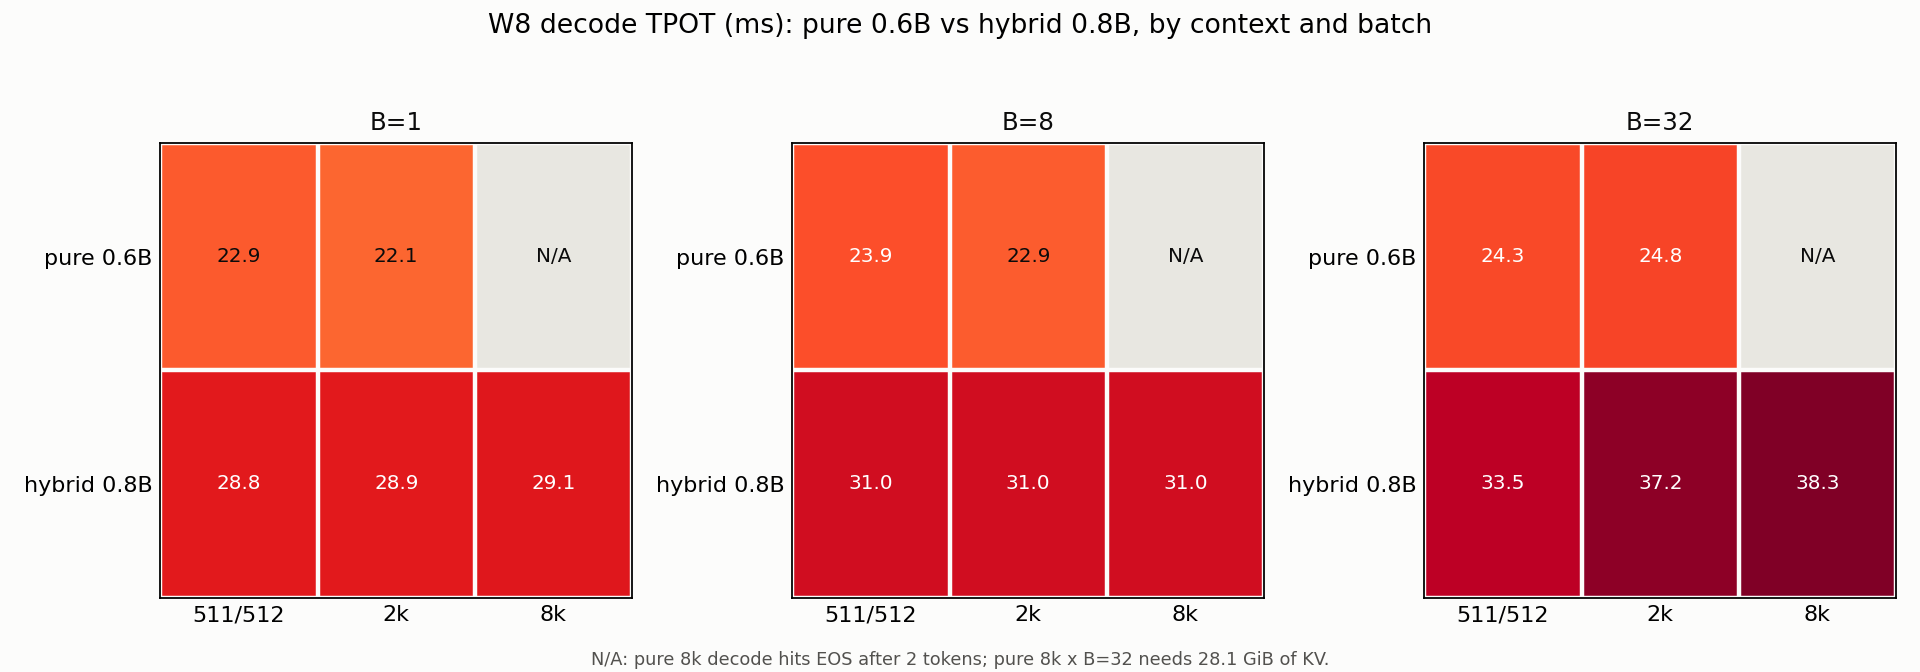 W8 decode TPOT (ms): pure 0.6B vs hybrid 0.8B, by context and batch
B=1
pure 0.6B
22.9
22.1
N/A
hybrid 0.8B
28.8
28.9
29.1
511/512
2k
8k
B=8
pure 0.6B
23.9
22.9
N/A
hybrid 0.8B
31.0
31.0
31.0
511/512
2k
8k
B=32
pure 0.6B
24.3
24.8
N/A
hybrid 0.8B
33.5
37.2
38.3
511/512
2k
8k
N/A: pure 8k decode hits EOS after 2 tokens; pure 8k x B=32 needs 28.1 GiB of KV.